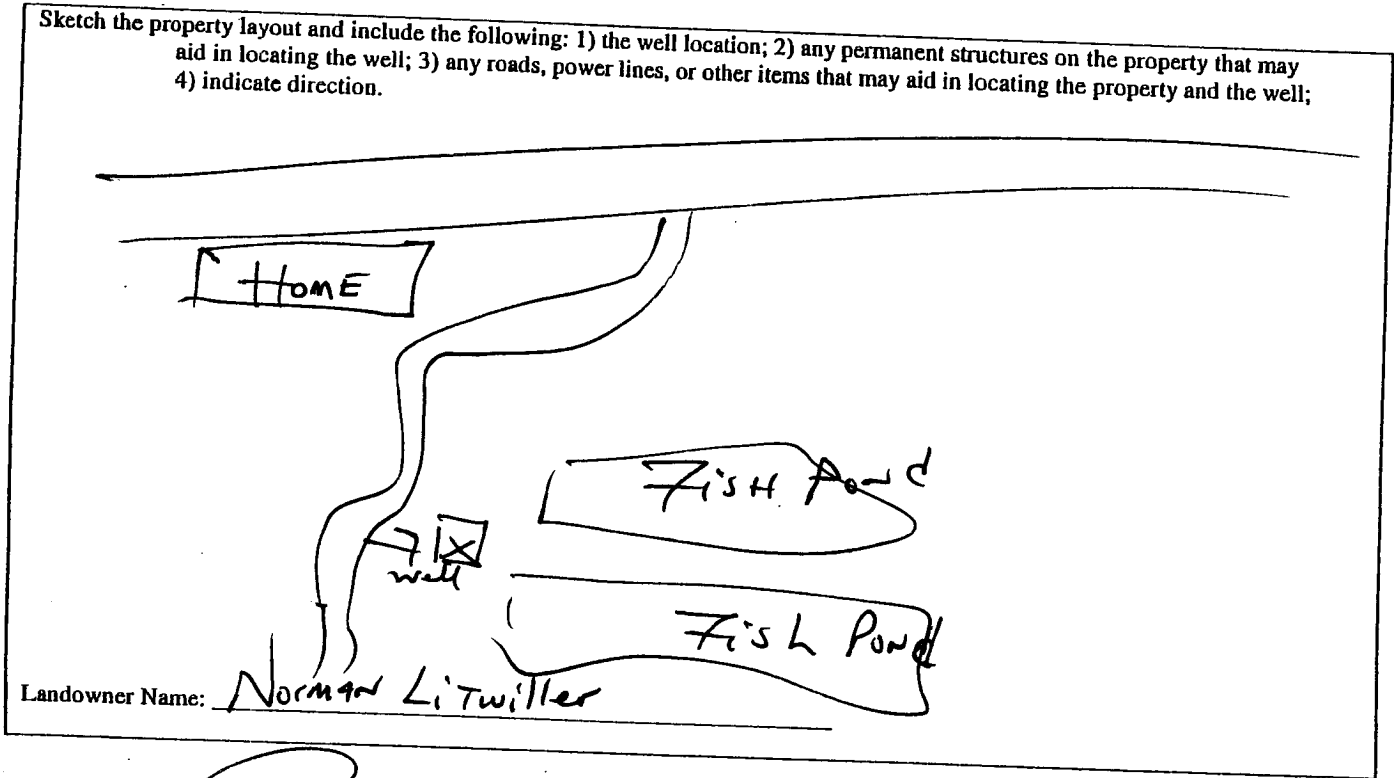 Sketch the property layout and include the following: 1) the well location; 2) any permanent structures on the property that may
aid in locating the well; 3) any roads, power lines, or other items that may aid in locating the property and the well;
4) indicate direction.
HOME
FisH Pond
X
well
Fish Pond
Landowner Name: Norman Litwiller